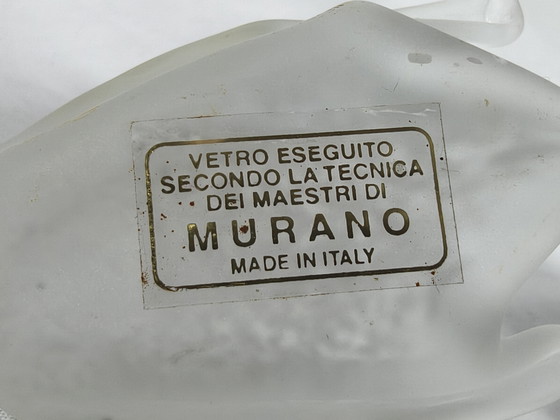 VETRO ESEGUITO
SECONDO LA TECNICA
DEI MAESTRI DI
MURANO
MADE IN ITALY